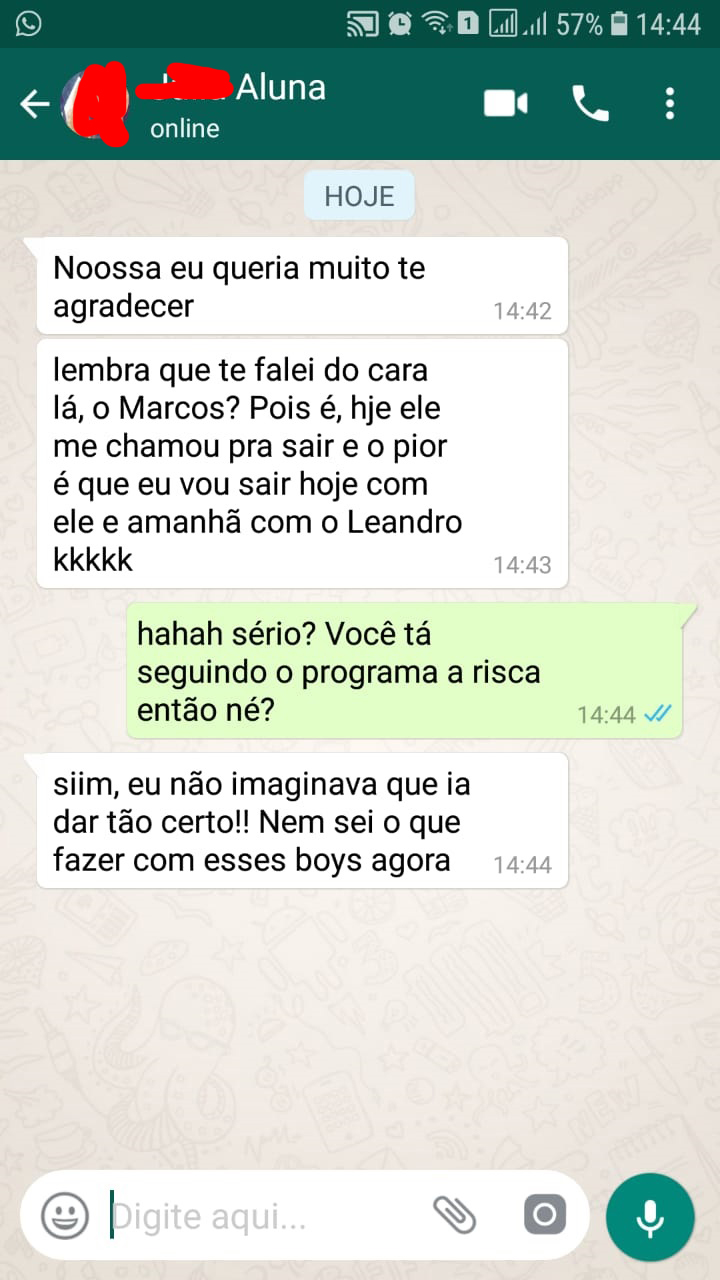 57% 14:44
Aluna
online
HOJE
Noossa eu queria muito te
agradecer
14:42
lembra que te falei do cara
lá, o Marcos? Pois é, hje ele
me chamou pra sair e o pior
é que eu vou sair hoje com
ele e amanhã com o Leandro
kkkkk
14:43
hahah sério? Você tá
seguindo o programa a risca
então né?
14:44
siim, eu não imaginava que ia
dar tão certo!! Nem sei o que
fazer com esses boys agora
14:44
Digite aqui...